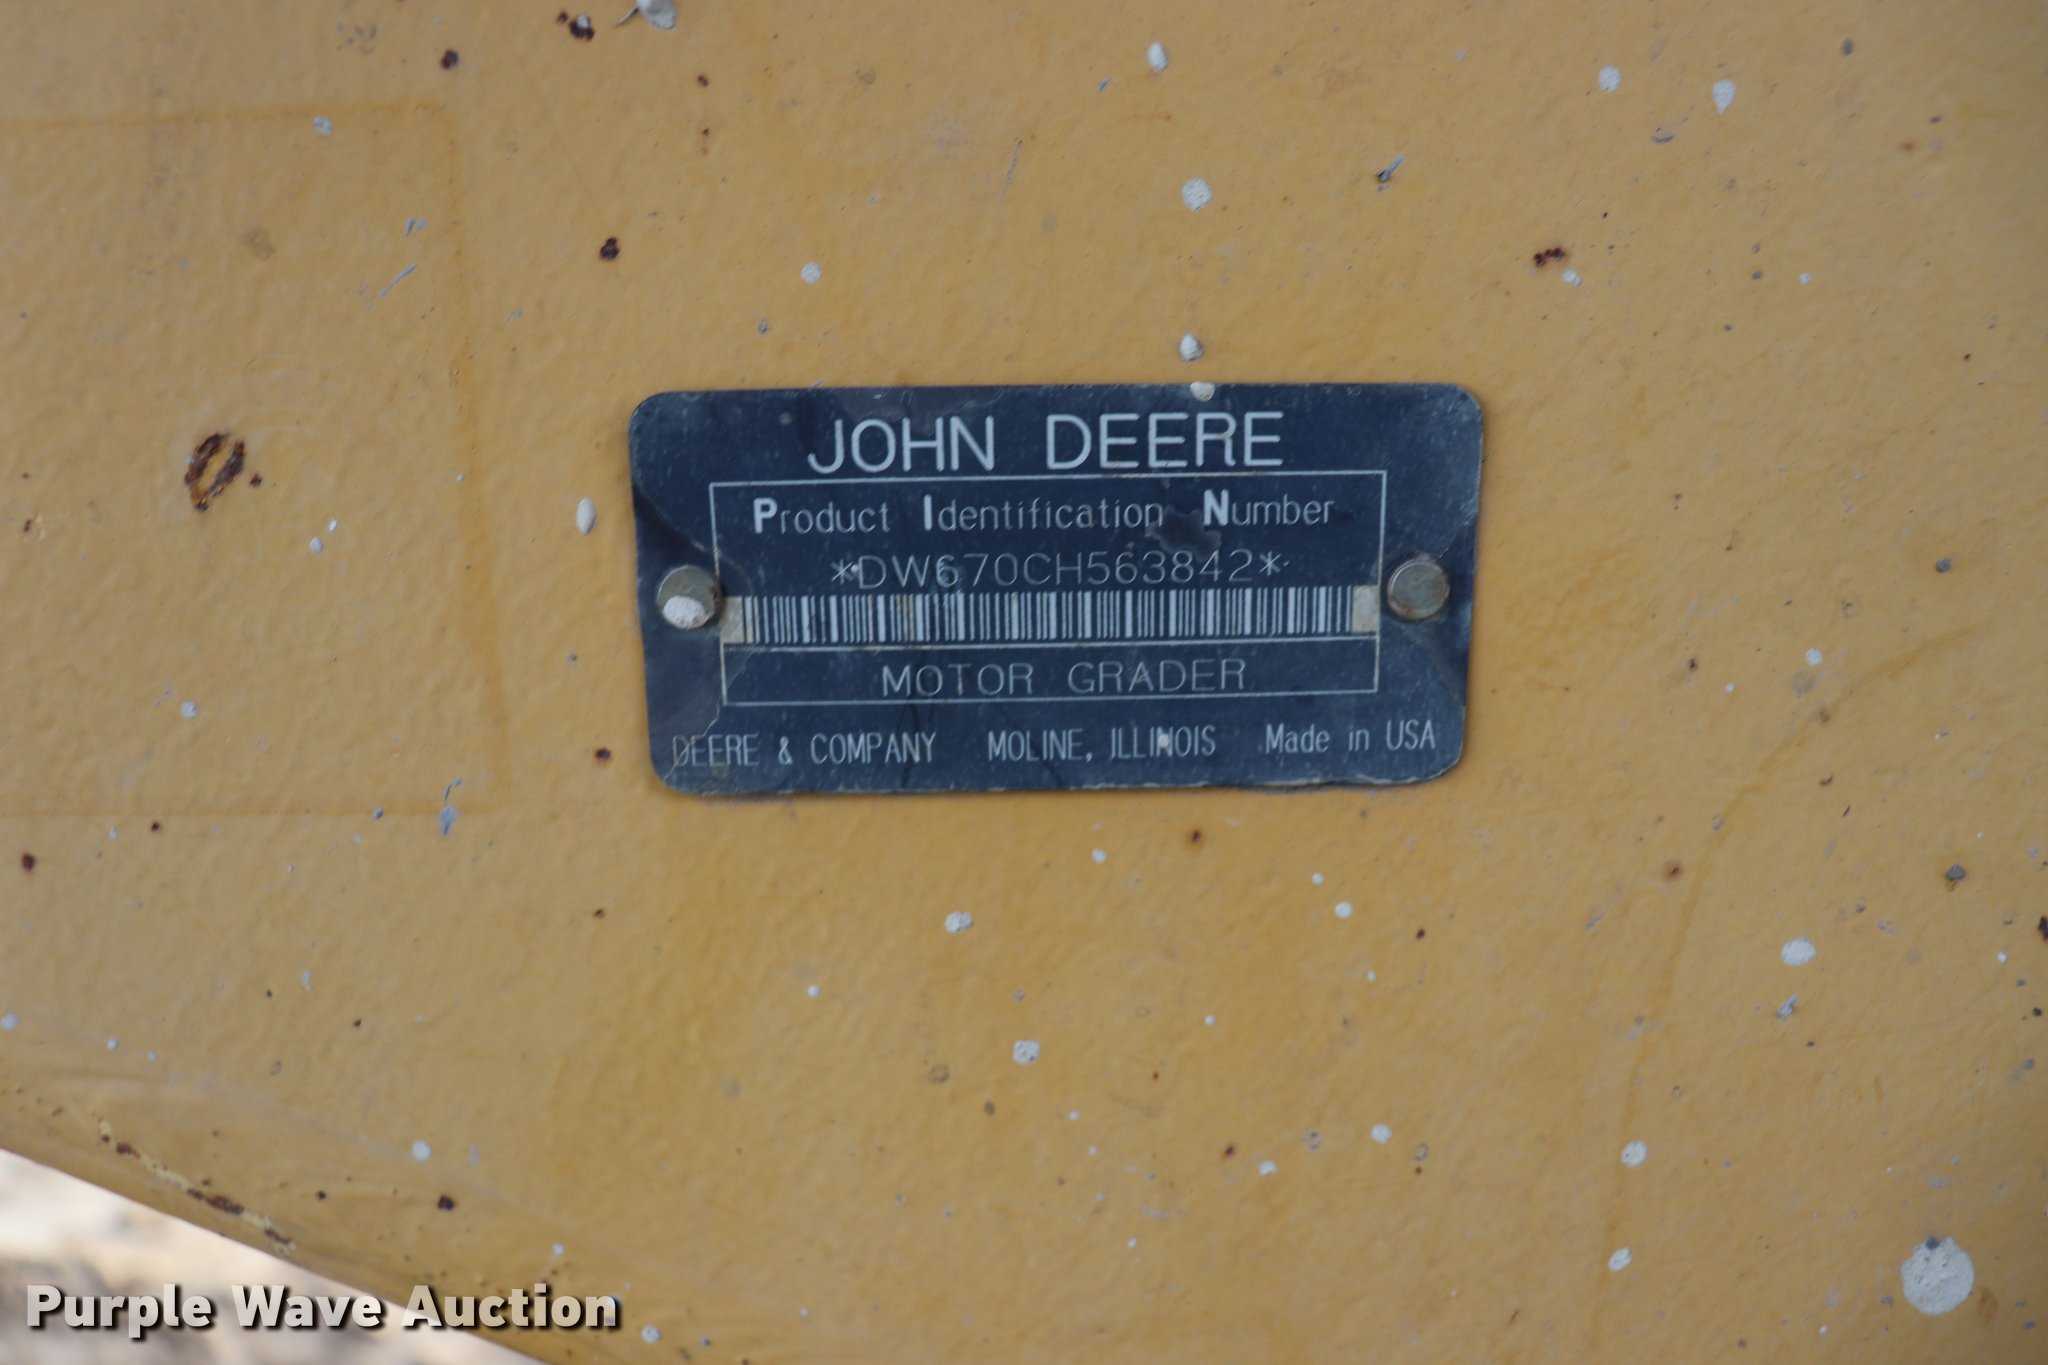 JOHN DEERE
Product Identification Number
*DW670CH563842*
MOTOR GRADER
DEERE & COMPANY MOLINE, ILLINOIS Made in USA
Purple Wave Auction